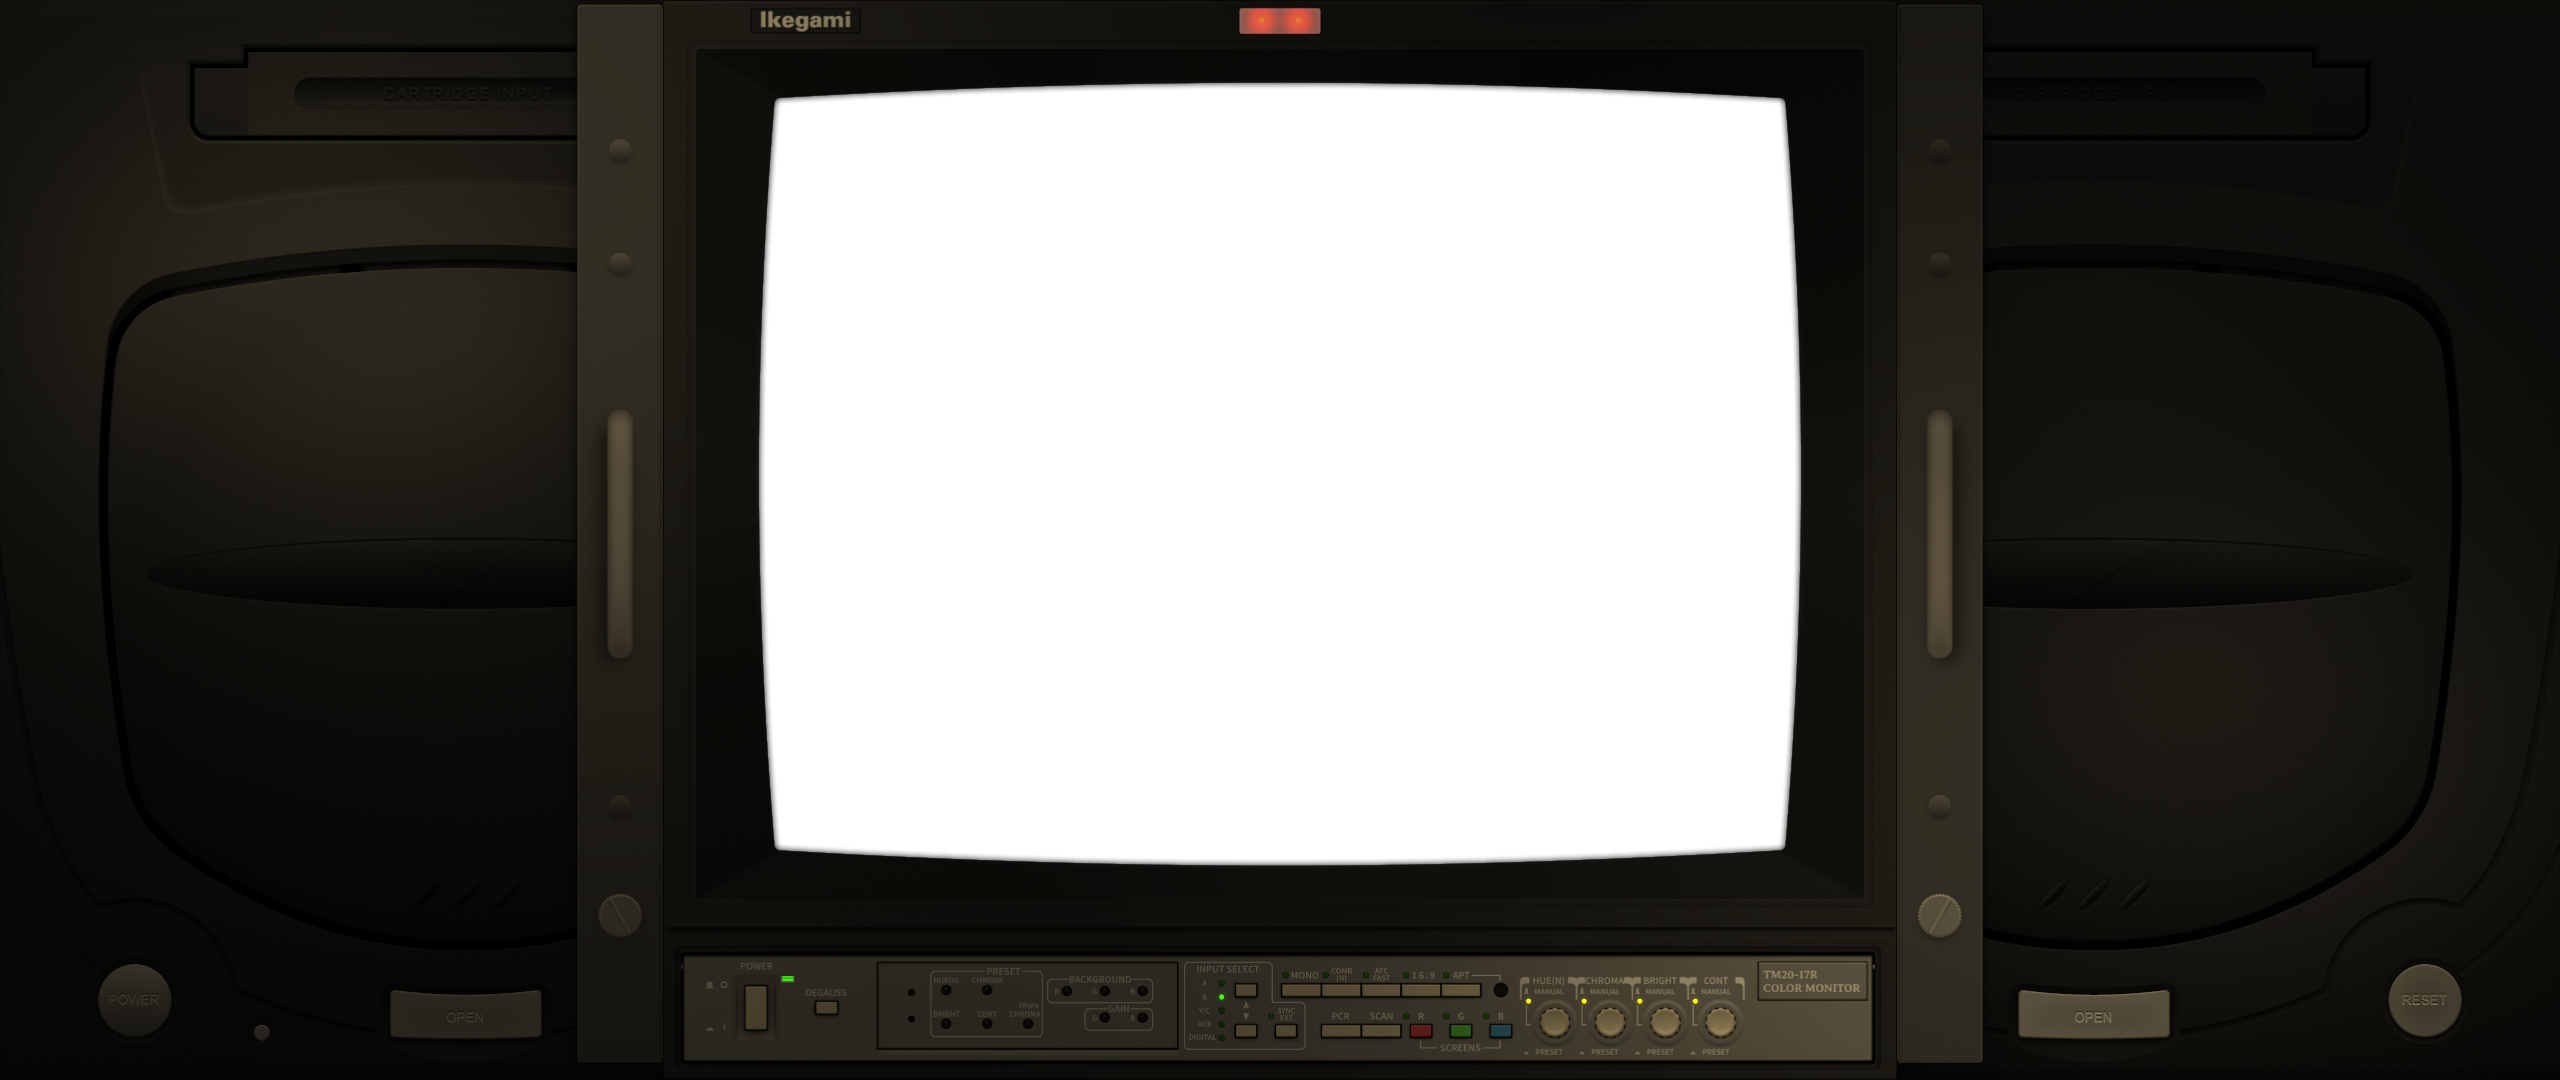 Ikegami
CARTRIDGE INPUT
CARTRIDGE INPUT
POWER
OPEN
POWER
DEGAUSS
PRESET
HUE(N) CHROMA
BRIGHT CONT YPbPr CHROMA
BACKGROUND
R G B
GAIN
G B
INPUT SELECT
A
B
Y/C
AUX
DIGITAL
SYNC
EXT
MONO COMB (N) AFC FAST 16:9 APT
PCR SCAN R G B
SCREENS
HUE(N) CHROMA BRIGHT CONT
MANUAL MANUAL MANUAL MANUAL
PRESET PRESET PRESET PRESET
TM20-17R
COLOR MONITOR
OPEN
RESET